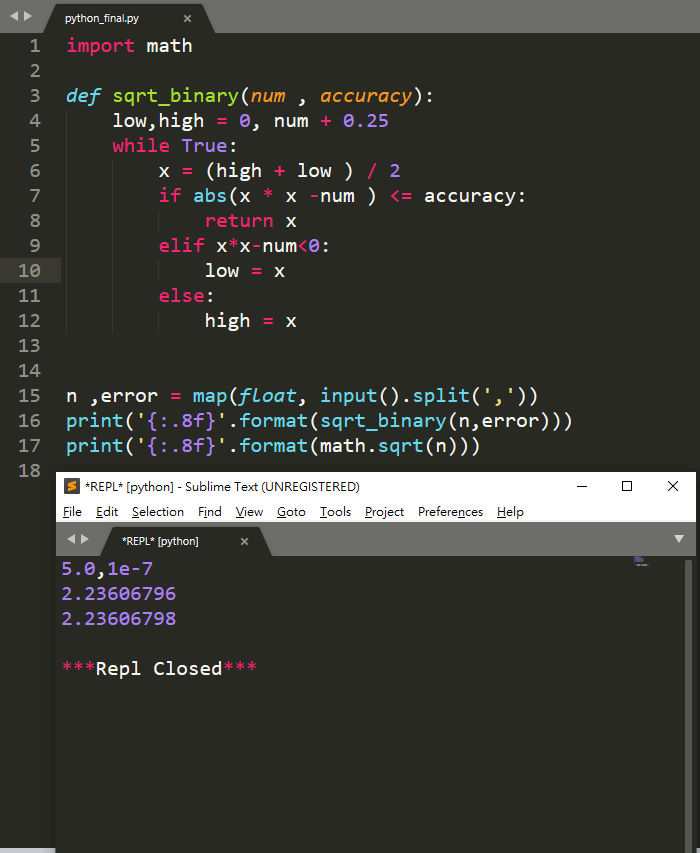 python_final.py ×
1 import math
2
3 def sqrt_binary(num , accuracy):
4     low,high = 0, num + 0.25
5     while True:
6         x = (high + low ) / 2
7         if abs(x * x -num ) <= accuracy:
8             return x
9         elif x*x-num<0:
10             low = x
11         else:
12             high = x
13
14
15 n ,error = map(float, input().split(','))
16 print('{:.8f}'.format(sqrt_binary(n,error)))
17 print('{:.8f}'.format(math.sqrt(n)))
18
*REPL* [python] - Sublime Text (UNREGISTERED)
File Edit Selection Find View Goto Tools Project Preferences Help
*REPL* [python] ×
5.0,1e-7
2.23606796
2.23606798
***Repl Closed***